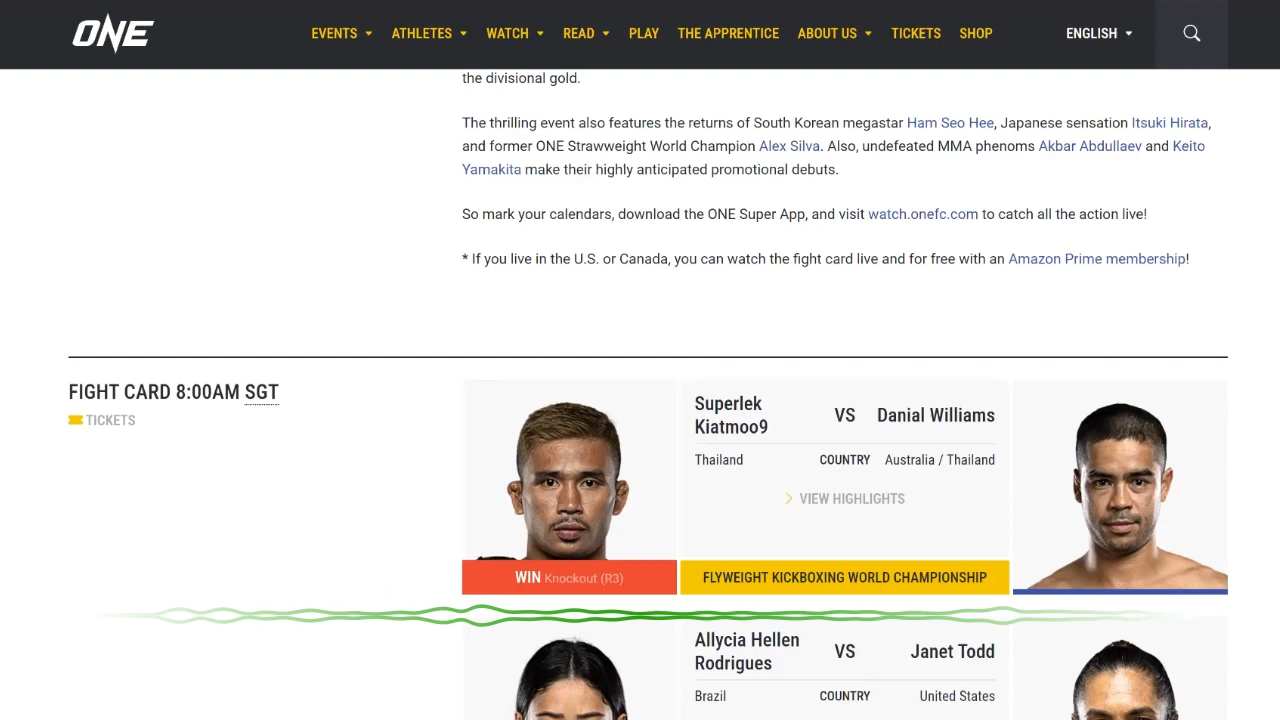 ONE
EVENTS
ATHLETES
WATCH
READ
PLAY
THE APPRENTICE
ABOUT US
TICKETS
SHOP
ENGLISH
the divisional gold.
The thrilling event also features the returns of South Korean megastar Ham Seo Hee, Japanese sensation Itsuki Hirata,
and former ONE Strawweight World Champion Alex Silva. Also, undefeated MMA phenoms Akbar Abdullaev and Keito
Yamakita make their highly anticipated promotional debuts.
So mark your calendars, download the ONE Super App, and visit watch.onefc.com to catch all the action live!
* If you live in the U.S. or Canada, you can watch the fight card live and for free with an Amazon Prime membership!
FIGHT CARD 8:00AM SGT
TICKETS
Superlek
Kiatmoo9
VS
Danial Williams
Thailand
COUNTRY
Australia / Thailand
VIEW HIGHLIGHTS
WIN Knockout (R3)
FLYWEIGHT KICKBOXING WORLD CHAMPIONSHIP
Allycia Hellen
Rodrigues
VS
Janet Todd
Brazil
COUNTRY
United States